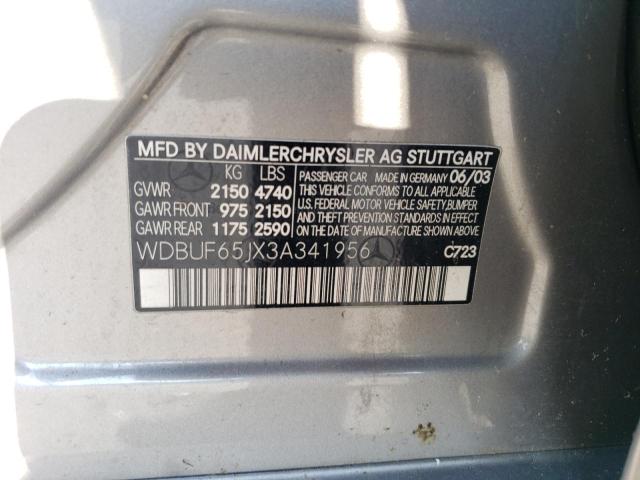 MFD BY DAIMLERCHRYSLER AG STUTTGART
KG LBS
GVWR 2150 4740
GAWR FRONT 975 2150
GAWR REAR 1175 2590
PASSENGER CAR MADE IN GERMANY 06/03
THIS VEHICLE CONFORMS TO ALL APPLICABLE
U.S. FEDERAL MOTOR VEHICLE SAFETY, BUMPER
AND THEFT PREVENTION STANDARDS IN EFFECT
ON THE DATE OF MANUFACTURE SHOWN ABOVE
WDBUF65JX3A341956
C723